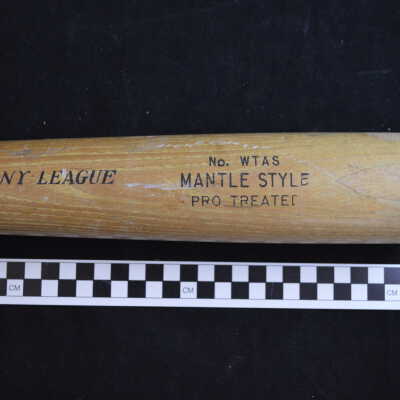 No. WTAS
NY LEAGUE MANTLE STYLE
PRO TREATED
CM CM CM